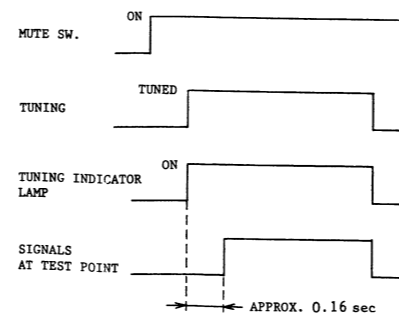 ON
MUTE SW.
TUNED
TUNING
ON
TUNING INDICATOR
LAMP
SIGNALS
AT TEST POINT
APPROX. 0.16 sec